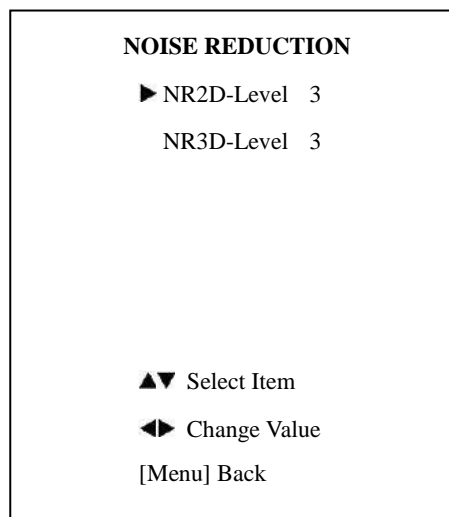 NOISE REDUCTION
▶ NR2D-Level 3
NR3D-Level 3
▲▼ Select Item
◀▶ Change Value
[Menu] Back